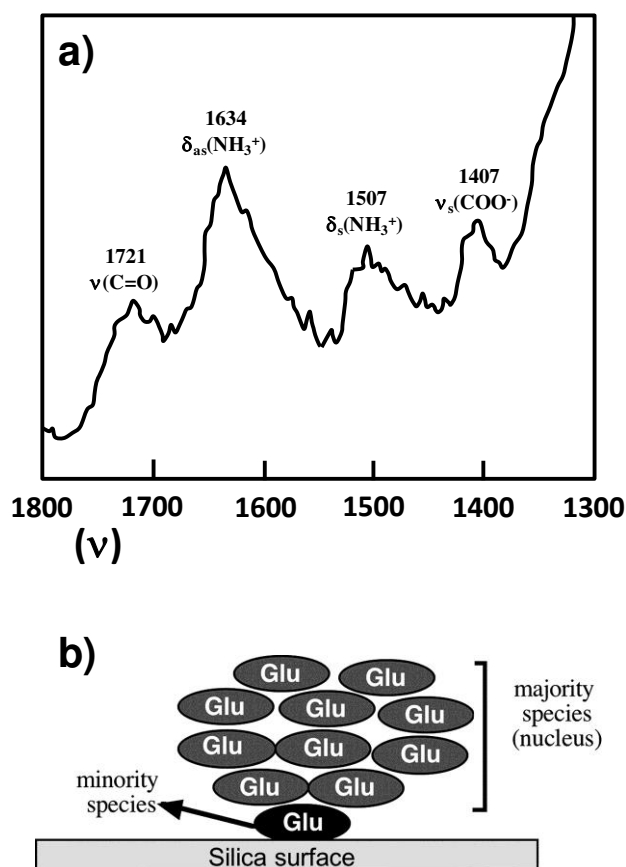 a)
1634
δas(NH3+)
1507
δs(NH3+)
1407
νs(COO-)
1721
ν(C=O)
1800 1700 1600 1500 1400 1300
(ν)
b)
Glu Glu
Glu Glu Glu
Glu Glu Glu
Glu Glu
Glu
majority
species
(nucleus)
minority
species
Silica surface